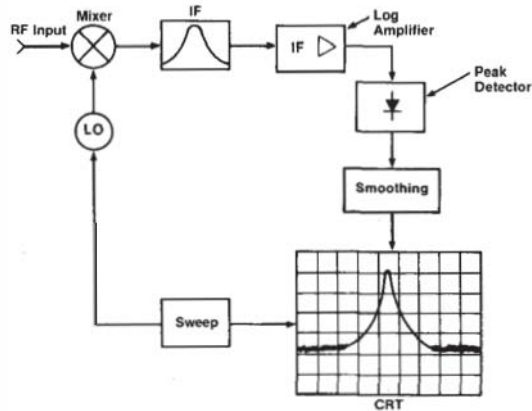 RF Input
Mixer
IF
IF
Log
Amplifier
Peak
Detector
LO
Smoothing
Sweep
CRT